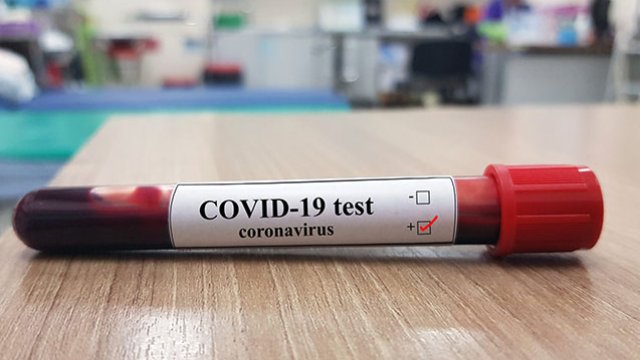 COVID-19 test
coronavirus
-
+